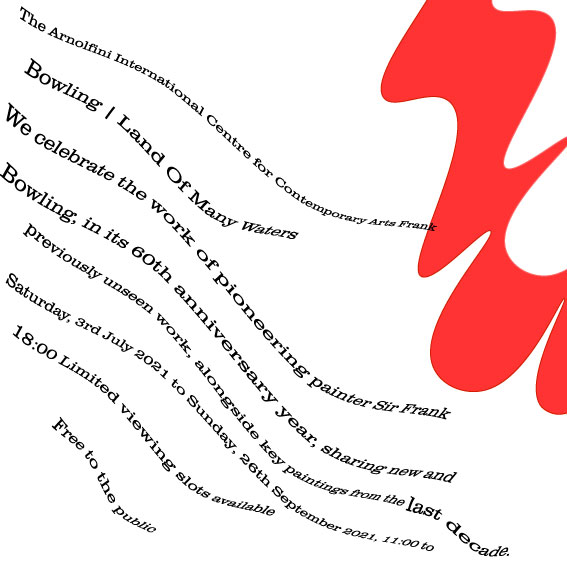 The Arnolfini International Centre for Contemporary Arts Frank
Bowling | Land Of Many Waters
We celebrate the work of pioneering painter Sir Frank
Bowling; in its 60th anniversary year, sharing new and
previously unseen work, alongside key paintings from the last decade.
Saturday, 3rd July 2021 to Sunday, 26th September 2021, 11:00 to
18:00 Limited viewing slots available
Free to the public